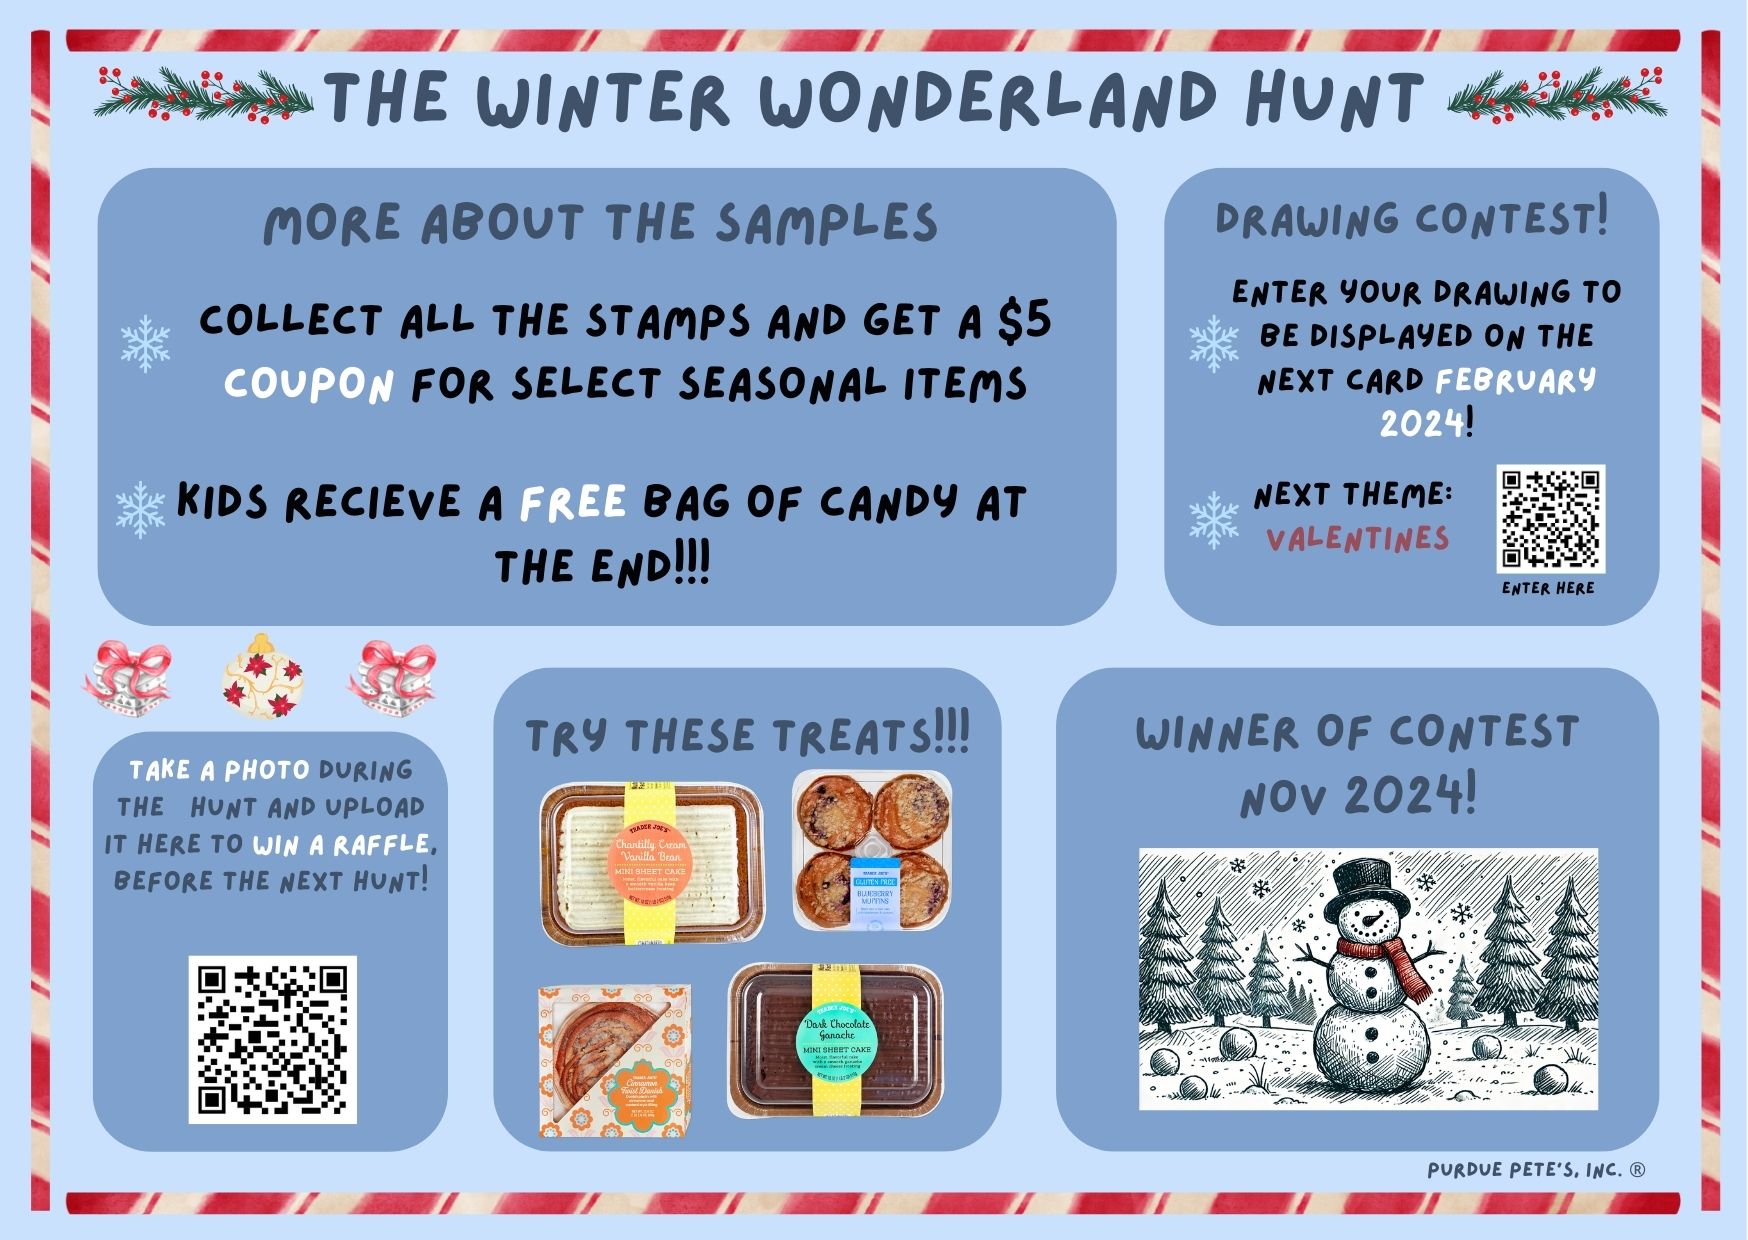 THE WINTER WONDERLAND HUNT
MORE ABOUT THE SAMPLES
COLLECT ALL THE STAMPS AND GET A $5
COUPON FOR SELECT SEASONAL ITEMS
KIDS RECIEVE A FREE BAG OF CANDY AT
THE END!!!
DRAWING CONTEST!
ENTER YOUR DRAWING TO
BE DISPLAYED ON THE
NEXT CARD FEBRUARY
2024!
NEXT THEME:
VALENTINES
ENTER HERE
TAKE A PHOTO DURING
THE HUNT AND UPLOAD
IT HERE TO WIN A RAFFLE,
BEFORE THE NEXT HUNT!
TRY THESE TREATS!!!
TRADER JOE'S
Chantilly Cream
Vanilla Bean
MINI SHEET CAKE
TRADER JOE'S
GLUTEN FREE
BLUEBERRY
MUFFINS
TRADER JOE'S
Cinnamon
Twist Danish
TRADER JOE'S
Dark Chocolate
Ganache
MINI SHEET CAKE
WINNER OF CONTEST
NOV 2024!
PURDUE PETE'S, INC. ®